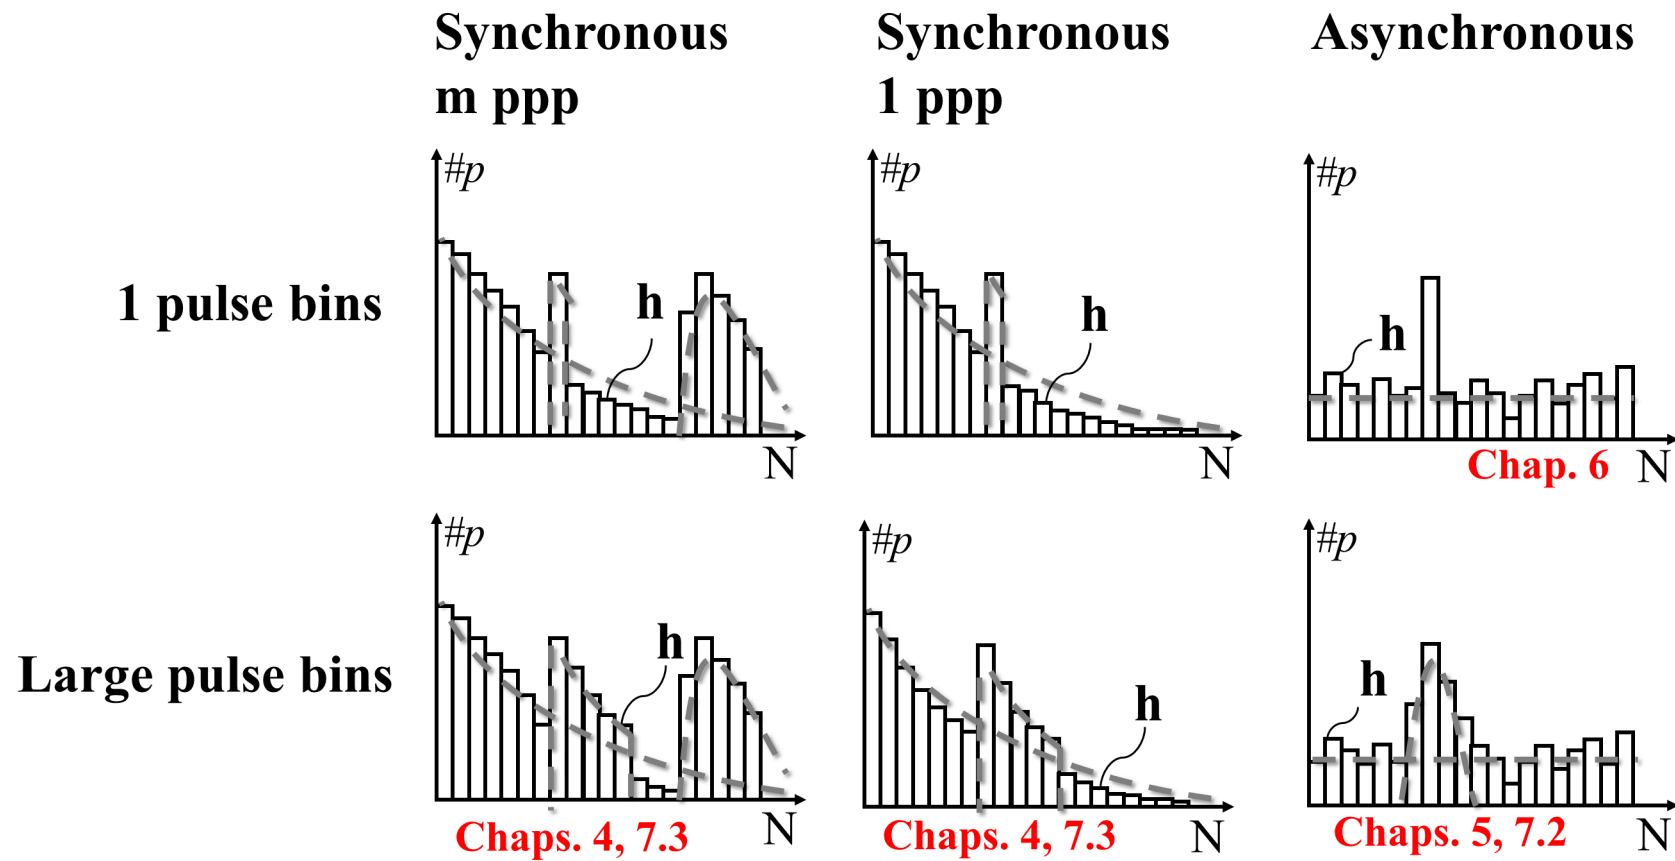 Synchronous
m ppp
Synchronous
1 ppp
Asynchronous
1 pulse bins
#p
h
N
#p
h
N
#p
h
Chap. 6
N
Large pulse bins
#p
h
Chaps. 4, 7.3
N
#p
h
Chaps. 4, 7.3
N
#p
h
Chaps. 5, 7.2
N